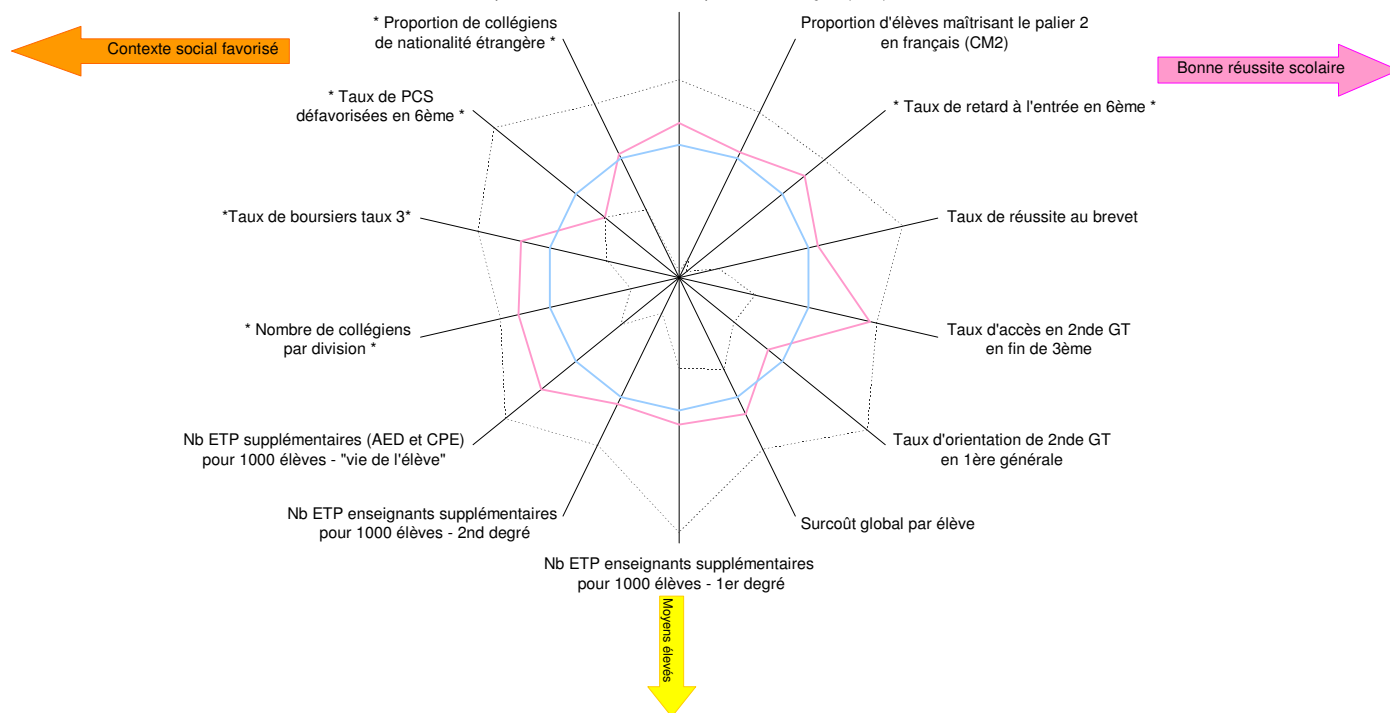 * Proportion de collégiens
de nationalité étrangère *
Proportion d'élèves maîtrisant le palier 2
en français (CM2)
Contexte social favorisé
Bonne réussite scolaire
* Taux de PCS
défavorisées en 6ème *
* Taux de retard à l'entrée en 6ème *
*Taux de boursiers taux 3*
Taux de réussite au brevet
* Nombre de collégiens
par division *
Taux d'accès en 2nde GT
en fin de 3ème
Nb ETP supplémentaires (AED et CPE)
pour 1000 élèves - "vie de l'élève"
Taux d'orientation de 2nde GT
en 1ère générale
Nb ETP enseignants supplémentaires
pour 1000 élèves - 2nd degré
Surcoût global par élève
Nb ETP enseignants supplémentaires
pour 1000 élèves - 1er degré
Moyens élevés